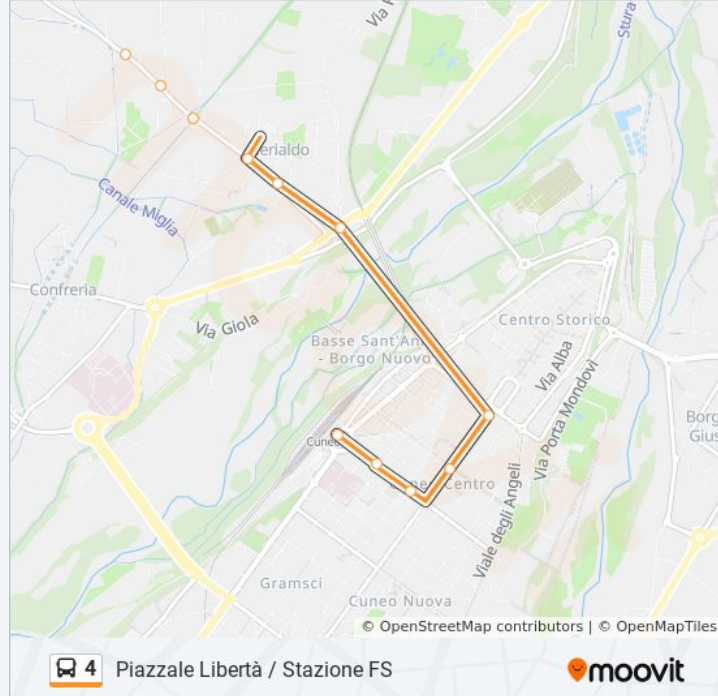 Stura
Via P
erialdo
Canale Miglia
Confreria
Via Giola
Centro Storico
Basse Sant'An
- Borgo Nuovo
Via Alba
Via Porta Mondovì
Borg
Gius
Cuneo
Centro
Viale degli Angeli
Gramsci
Cuneo Nuova
© OpenStreetMap contributors | © OpenMapTiles
4 Piazzale Libertà / Stazione FS
moovit